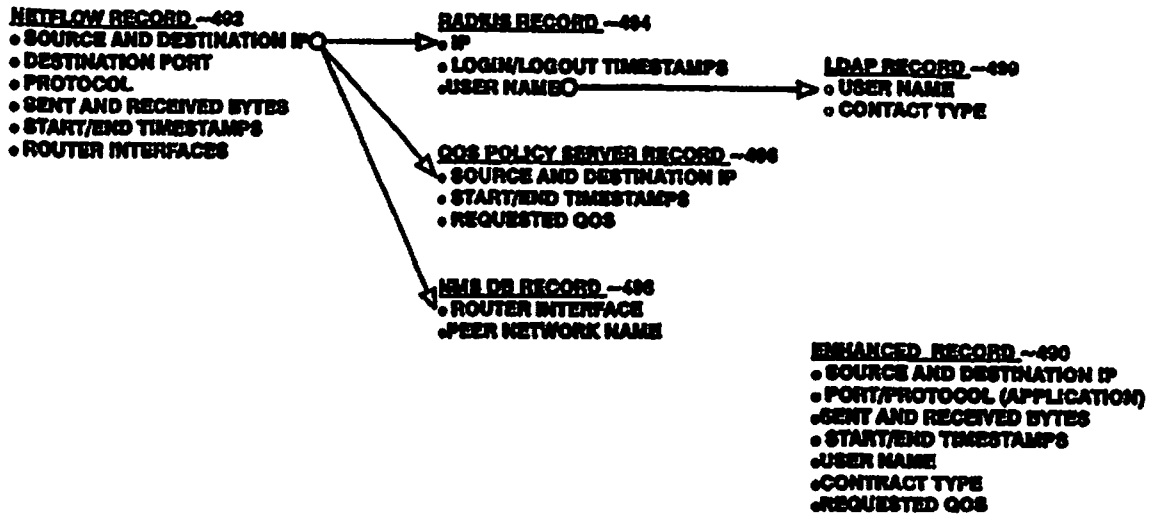 NETFLOW RECORD ~492
• SOURCE AND DESTINATION IP
• DESTINATION PORT
• PROTOCOL
• SENT AND RECEIVED BYTES
• START/END TIMESTAMPS
• ROUTER INTERFACES
RADIUS RECORD ~494
• IP
• LOGIN/LOGOUT TIMESTAMPS
• USER NAME
LDAP RECORD
• USER NAME
• CONTACT TYPE
QOS POLICY SERVER RECORD
• SOURCE AND DESTINATION IP
• START/END TIMESTAMPS
• REQUESTED QOS
NMS DB RECORD
• ROUTER INTERFACE
• PEER NETWORK NAME
ENHANCED RECORD ~490
• SOURCE AND DESTINATION IP
• PORT/PROTOCOL (APPLICATION)
• SENT AND RECEIVED BYTES
• START/END TIMESTAMPS
• USER NAME
• CONTRACT TYPE
• REQUESTED QOS